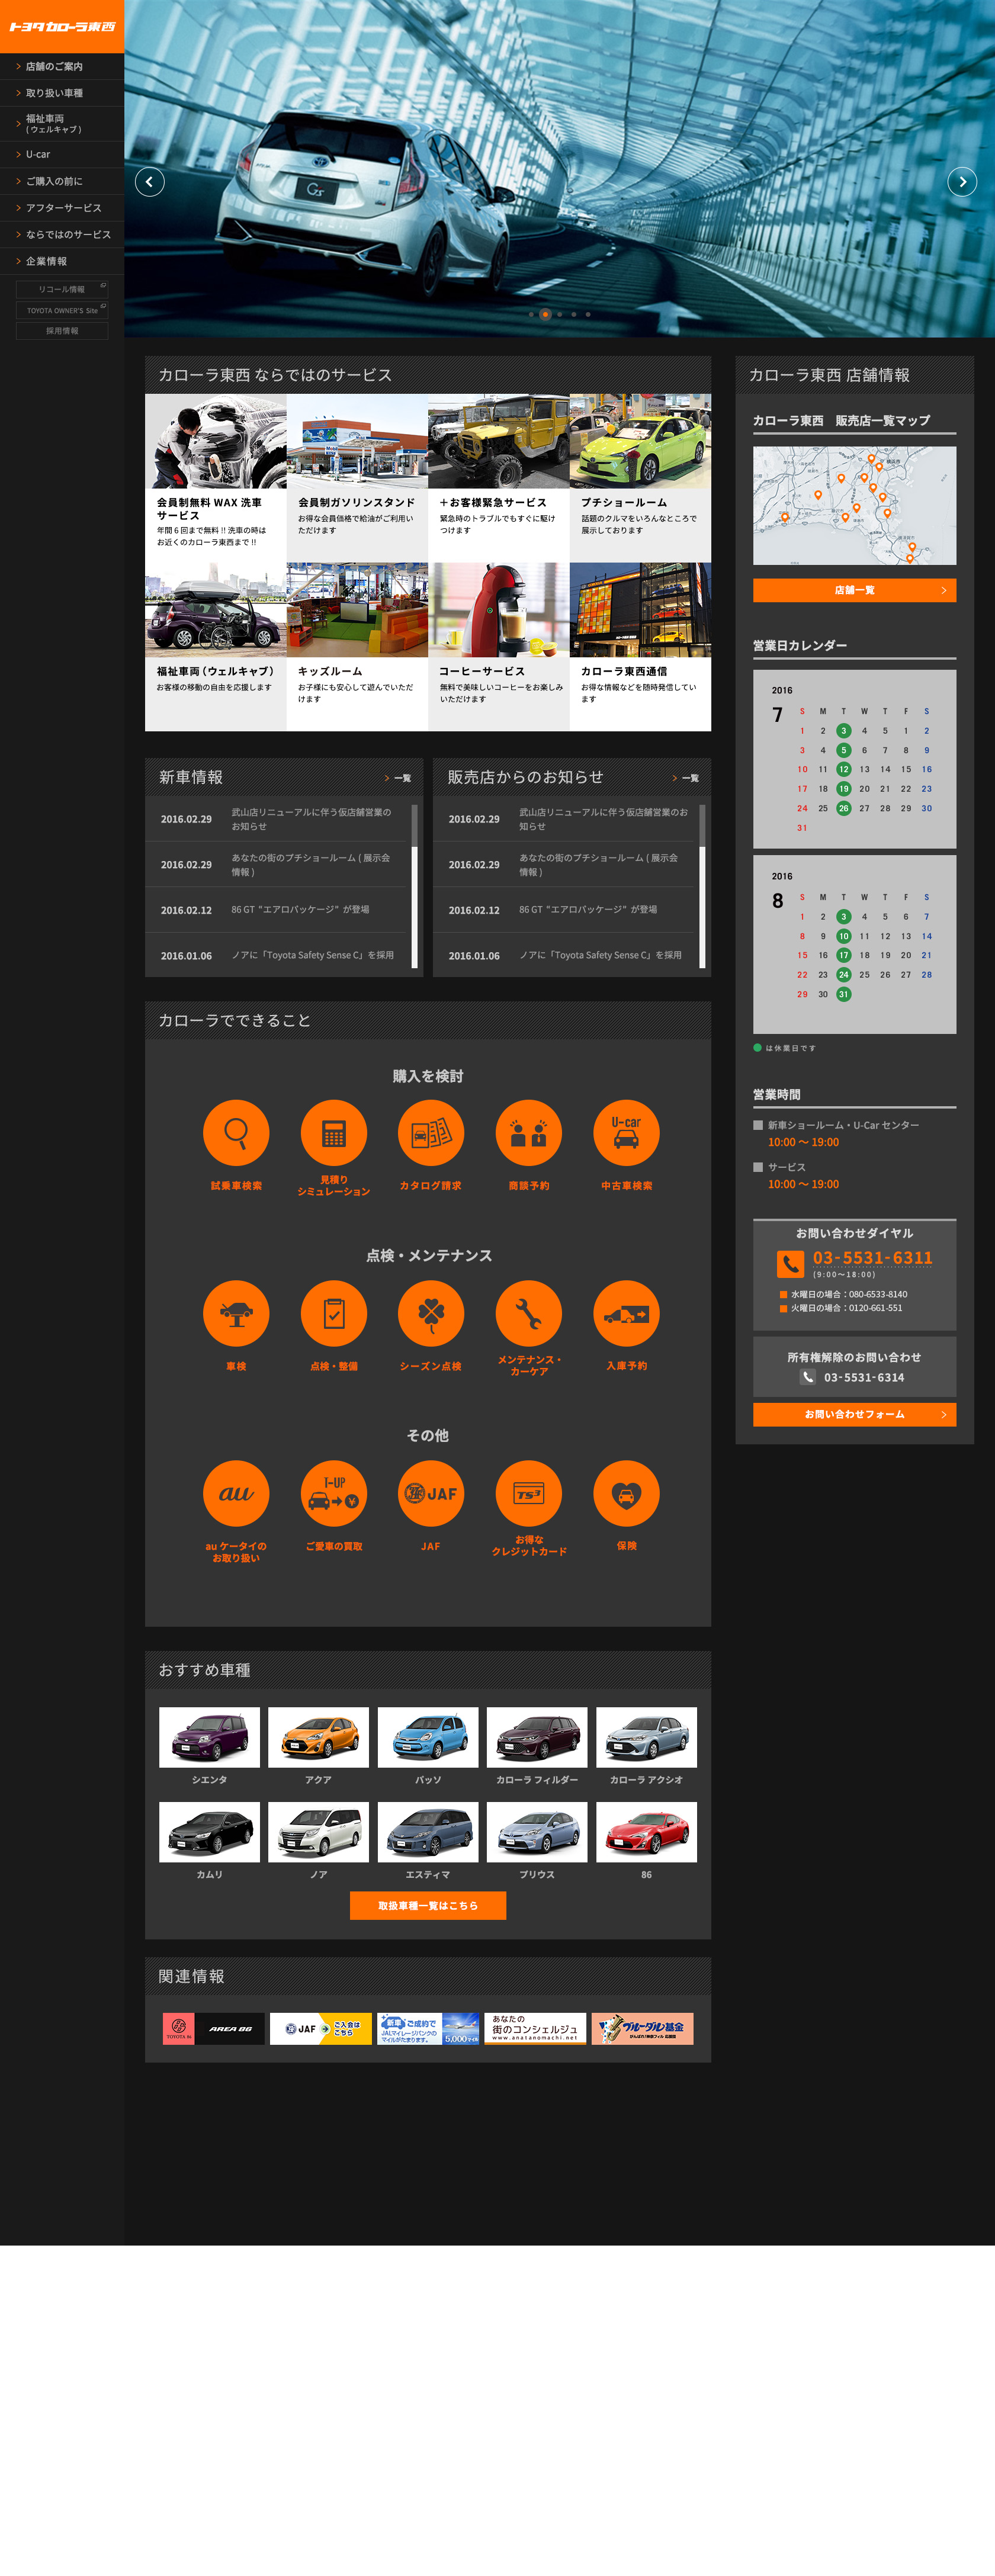 トヨタカローラ東西
店舗のご案内
取り扱い車種
福祉車両
( ウェルキャブ )
U-car
ご購入の前に
アフターサービス
ならではのサービス
企業情報
リコール情報
TOYOTA OWNER'S Site
採用情報
カローラ東西 ならではのサービス
会員制無料 WAX 洗車
サービス
年間 6 回まで無料 !! 洗車の時は
お近くのカローラ東西まで !!
会員制ガソリンスタンド
お得な会員価格で給油がご利用い
ただけます
＋お客様緊急サービス
緊急時のトラブルでもすぐに駆け
つけます
プチショールーム
話題のクルマをいろんなところで
展示しております
福祉車両（ウェルキャブ）
お客様の移動の自由を応援します
キッズルーム
お子様にも安心して遊んでいただ
けます
コーヒーサービス
無料で美味しいコーヒーをお楽しみ
いただけます
カローラ東西通信
お得な情報などを随時発信してい
ます
新車情報
一覧
2016.02.29
武山店リニューアルに伴う仮店舗営業の
お知らせ
2016.02.29
あなたの街のプチショールーム ( 展示会
情報 )
2016.02.12
86 GT "エアロパッケージ" が登場
2016.01.06
ノアに「Toyota Safety Sense C」を採用
販売店からのお知らせ
一覧
2016.02.29
武山店リニューアルに伴う仮店舗営業のお
知らせ
2016.02.29
あなたの街のプチショールーム ( 展示会
情報 )
2016.02.12
86 GT "エアロパッケージ" が登場
2016.01.06
ノアに「Toyota Safety Sense C」を採用
カローラでできること
購入を検討
U-car
試乗車検索
見積り
シミュレーション
カタログ請求
商談予約
中古車検索
点検・メンテナンス
車検
点検・整備
シーズン点検
メンテナンス・
カーケア
入庫予約
その他
au
T-UP
¥
JAF
TS3
au ケータイの
お取り扱い
ご愛車の買取
JAF
お得な
クレジットカード
保険
おすすめ車種
シエンタ
アクア
パッソ
カローラ フィルダー
カローラ アクシオ
カムリ
ノア
エスティマ
プリウス
86
取扱車種一覧はこちら
関連情報
TOYOTA 86
AREA 86
JAF
ご入会は
こちら
新車ご成約で
JALマイレージバンクの
マイルがたまります。
5,000マイル
あなたの
街のコンシェルジュ
www.anatanomachi.net
ブルーダル基金
カローラ東西 店舗情報
カローラ東西　販売店一覧マップ
店舗一覧
営業日カレンダー
2016
7
S M T W T F S
1 2 3 4 5 1 2
3 4 5 6 7 8 9
10 11 12 13 14 15 16
17 18 19 20 21 22 23
24 25 26 27 28 29 30
31
2016
8
S M T W T F S
1 2 3 4 5 6 7
8 9 10 11 12 13 14
15 16 17 18 19 20 21
22 23 24 25 26 27 28
29 30 31
は休業日です
営業時間
新車ショールーム・U-Car センター
10:00 〜 19:00
サービス
10:00 〜 19:00
お問い合わせダイヤル
03-5531-6311
(9:00〜18:00)
水曜日の場合：080-6533-8140
火曜日の場合：0120-661-551
所有権解除のお問い合わせ
03-5531-6314
お問い合わせフォーム